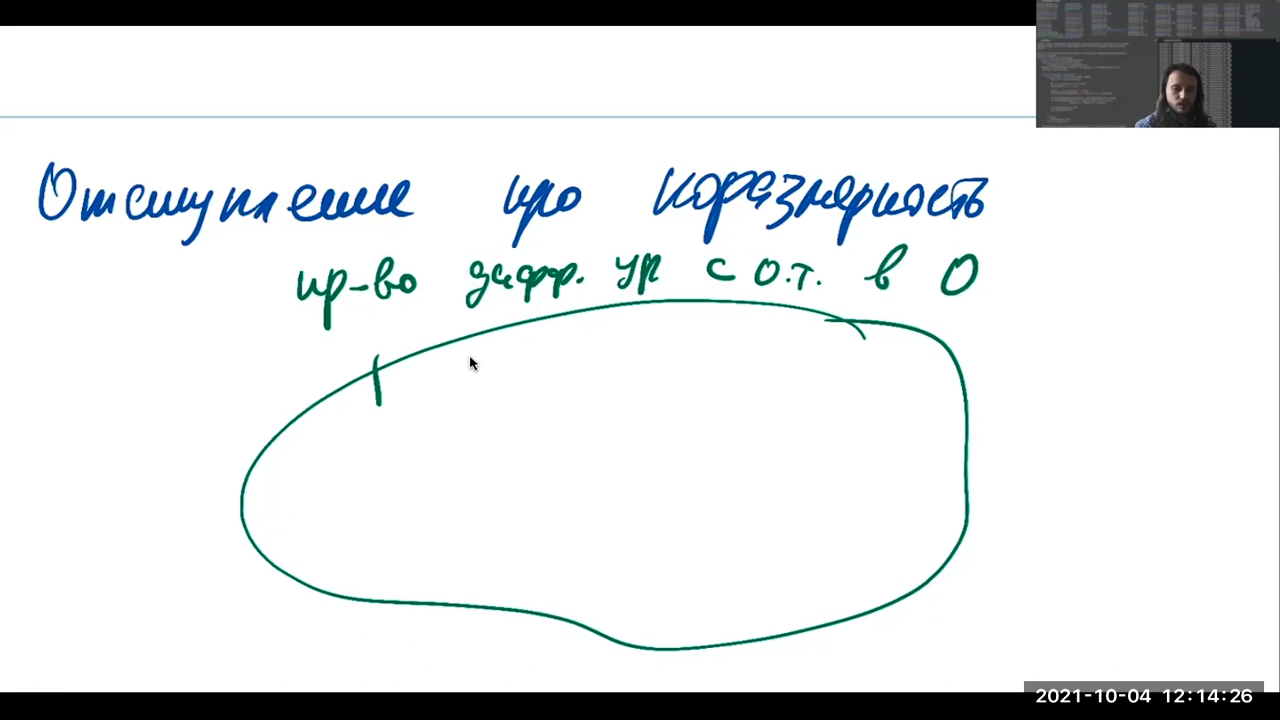 Отступление про коразмерность
пр-во дифф. ур с о.т. в 0
2021-10-04 12:14:26